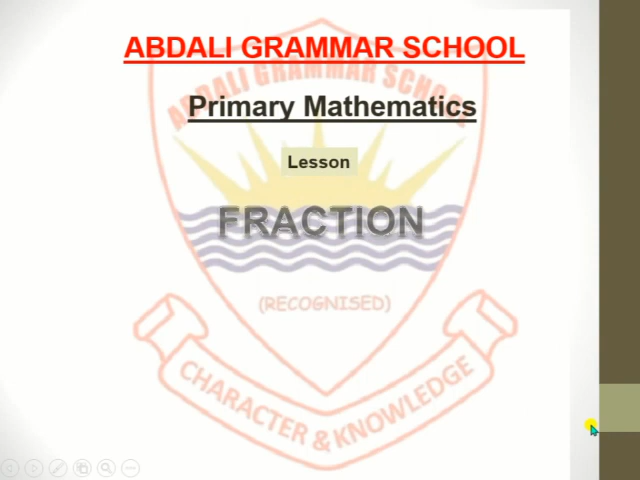 ABDALI GRAMMAR SCHOOL
ABDALI GRAMMAR SCHOOL
Primary Mathematics
Lesson
FRACTION
(RECOGNISED)
CHARACTER & KNOWLEDGE